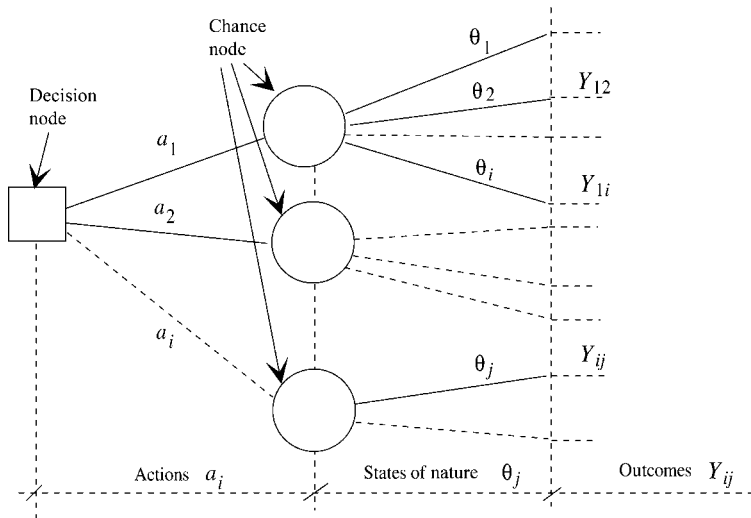 Chance
node
Decision
node
θ₁
θ₂
Y₁₂
a₁
θᵢ
Y₁ᵢ
a₂
aᵢ
θⱼ
Yᵢⱼ
Actions aᵢ
States of nature θⱼ
Outcomes Yᵢⱼ